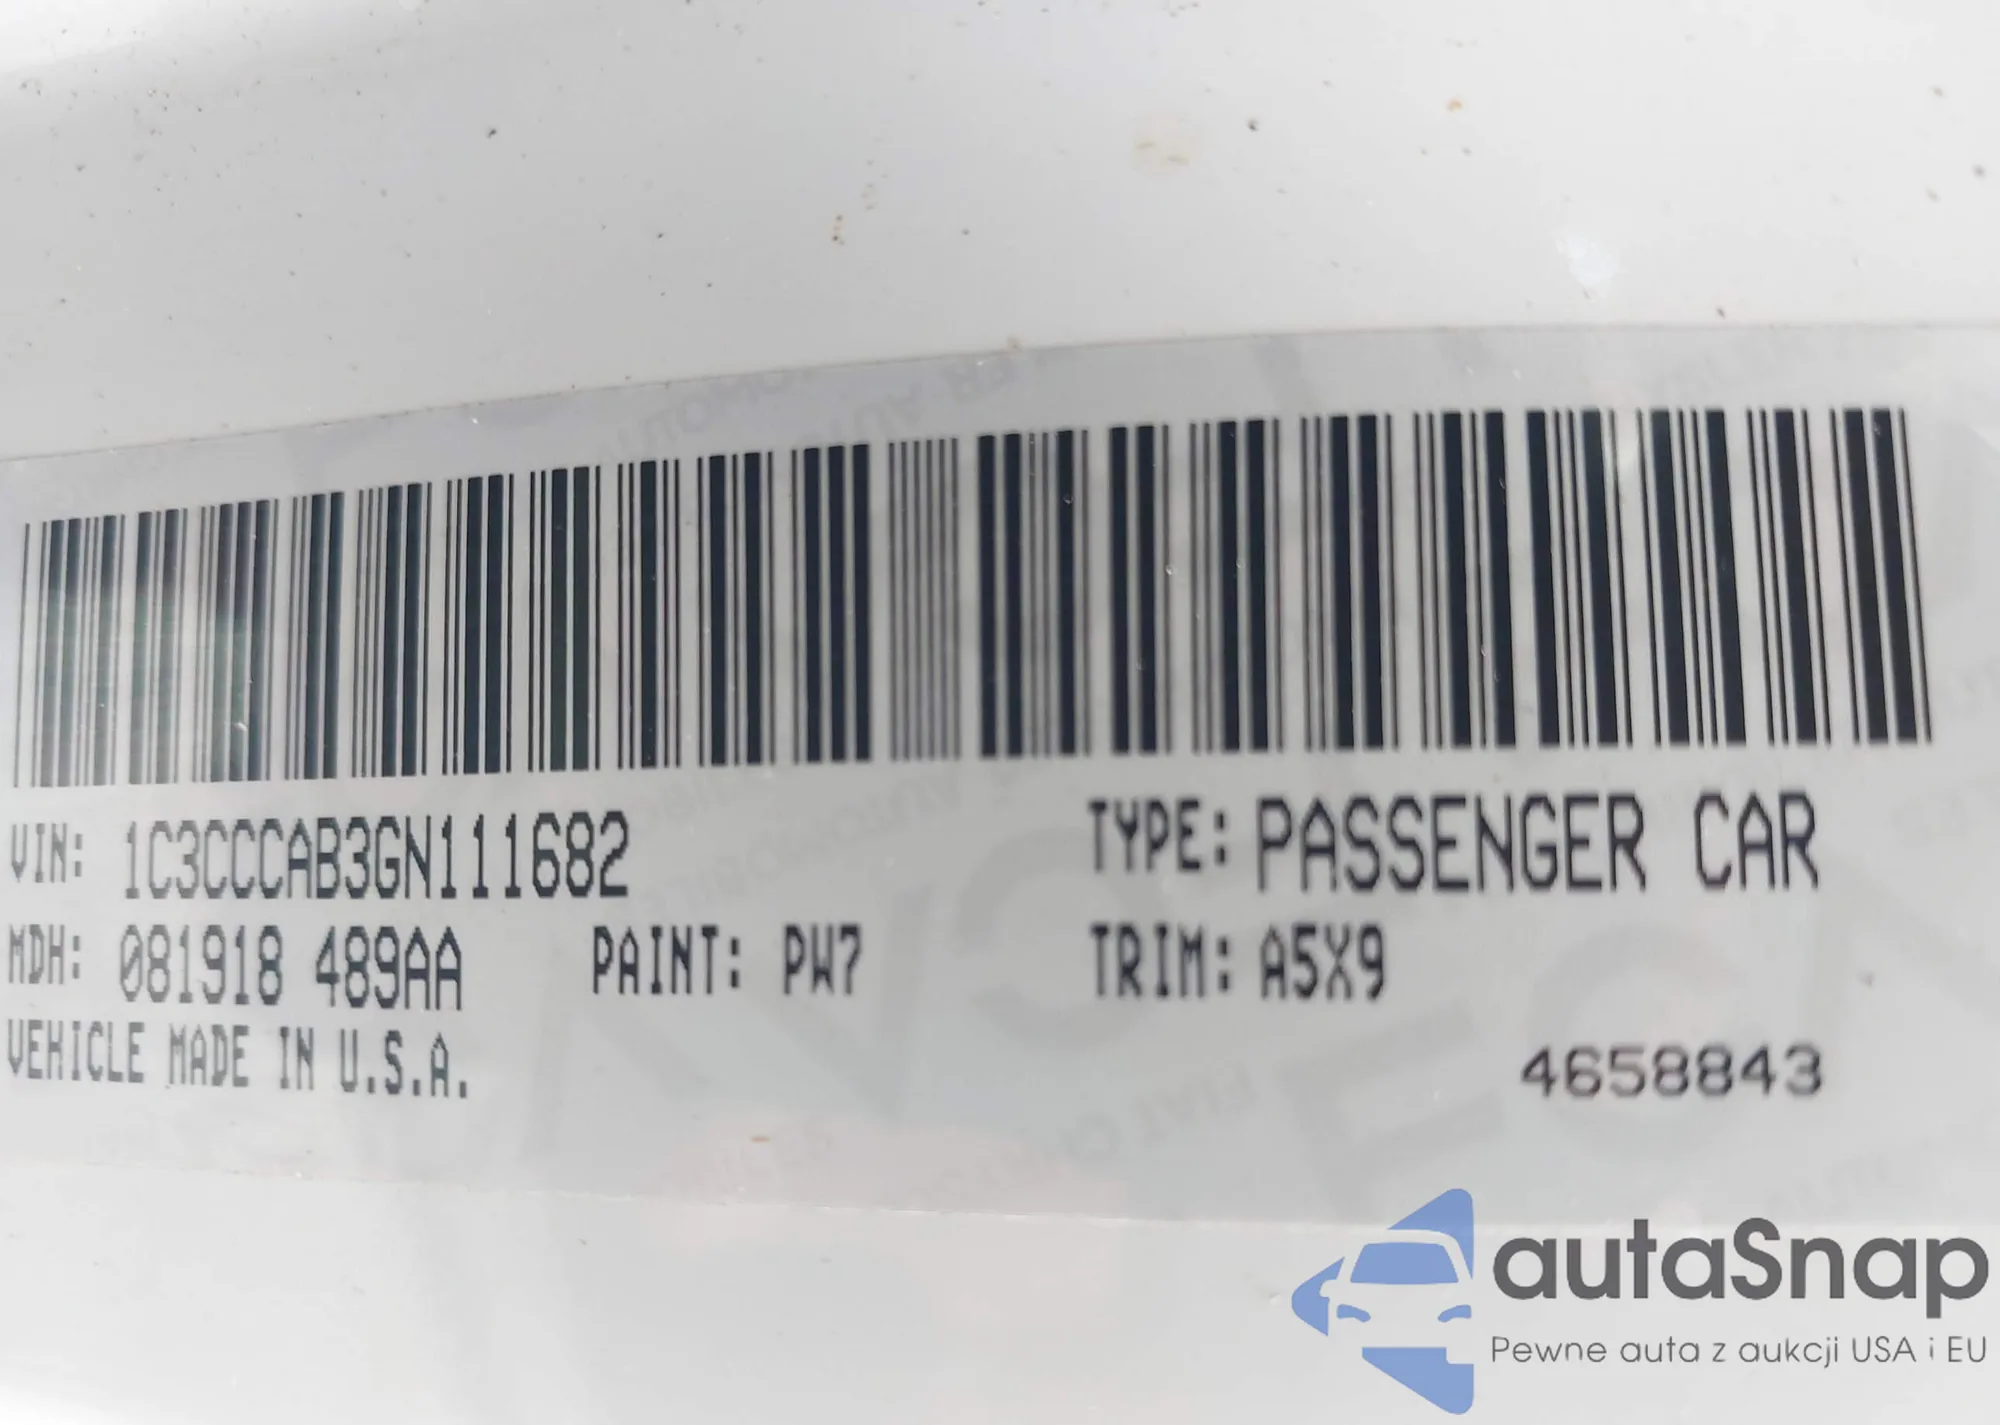 VIN: 1C3CCCAB3GN111682
TYPE: PASSENGER CAR
MDH: 081918 489AA
PAINT: PW7
TRIM: A5X9
VEHICLE MADE IN U.S.A.
4658843
autaSnap
Pewne auta z aukcji USA i EU